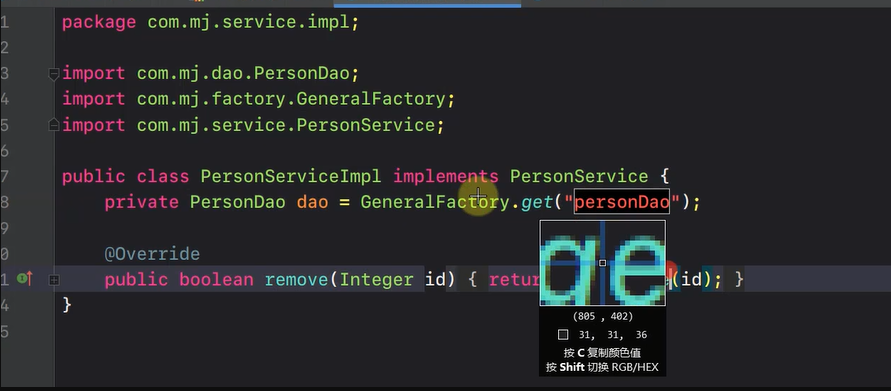 1 package com.mj.service.impl;
2
3 import com.mj.dao.PersonDao;
4 import com.mj.factory.GeneralFactory;
5 import com.mj.service.PersonService;
6
7 public class PersonServiceImpl implements PersonService {
8 private PersonDao dao = GeneralFactory.get("personDao");
9
0 @Override
1 public boolean remove(Integer id) { retur (id); }
4 }
5
ge
(805 , 402)
31, 31, 36
按 C 复制颜色值
按 Shift 切换 RGB/HEX